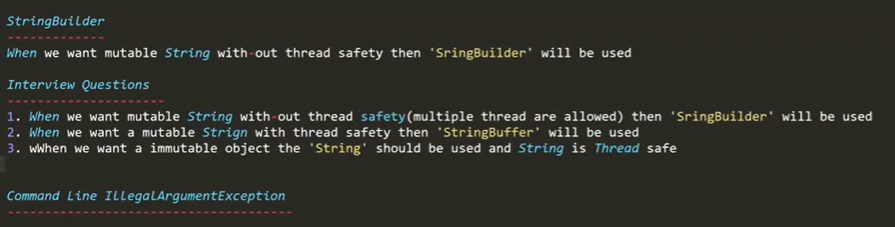 StringBuilder
-------------
When we want mutable String with-out thread safety then 'SringBuilder' will be used
Interview Questions
---------------------
1. When we want mutable String with-out thread safety(multiple thread are allowed) then 'SringBuilder' will be used
2. When we want a mutable Strign with thread safety then 'StringBuffer' will be used
3. wWhen we want a immutable object the 'String' should be used and String is Thread safe
Command Line IllegalArgumentException
--------------------------------------